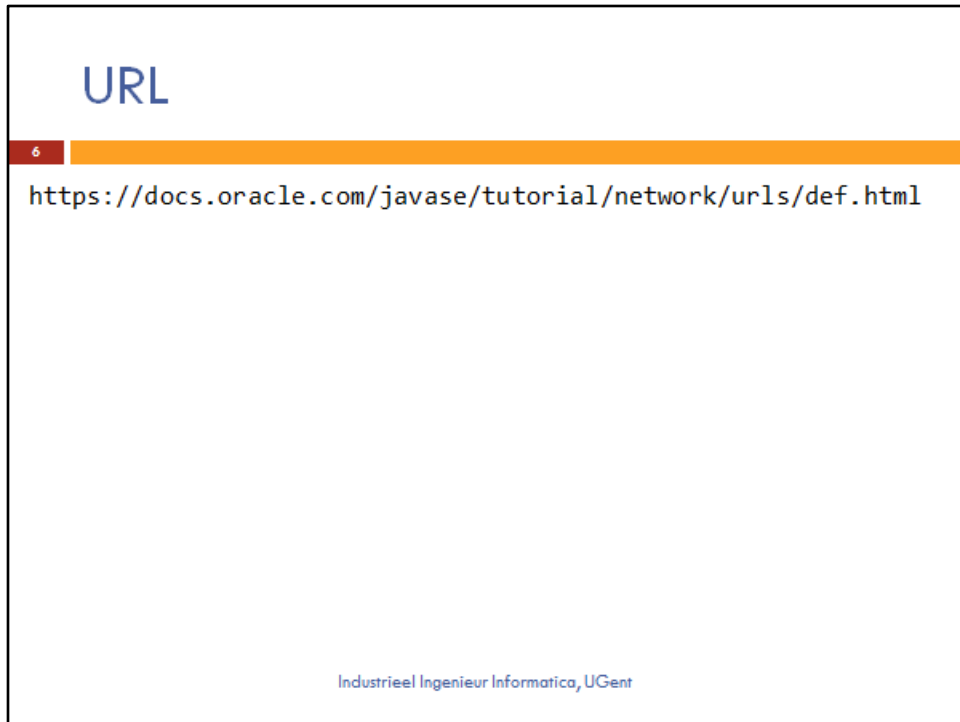 URL
6
https://docs.oracle.com/javase/tutorial/network/urls/def.html
Industrieel Ingenieur Informatica, UGent